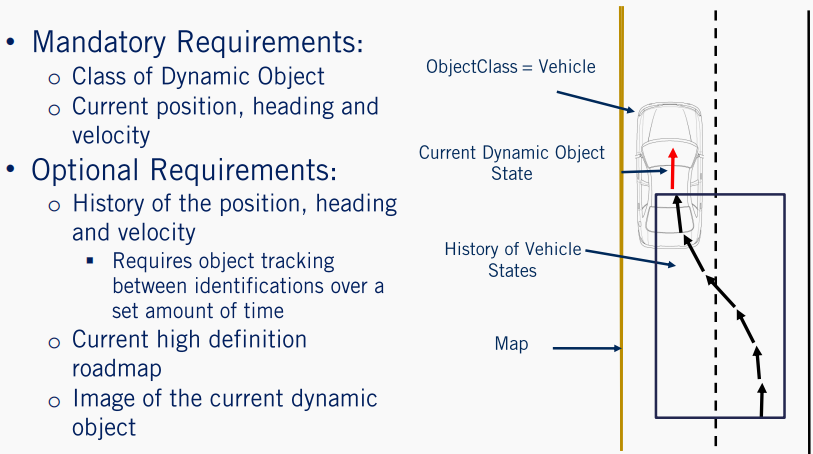 • Mandatory Requirements:
o Class of Dynamic Object
o Current position, heading and
velocity
• Optional Requirements:
o History of the position, heading
and velocity
▪ Requires object tracking
between identifications over a
set amount of time
o Current high definition
roadmap
o Image of the current dynamic
object
ObjectClass = Vehicle
Current Dynamic Object
State
History of Vehicle
States
Map